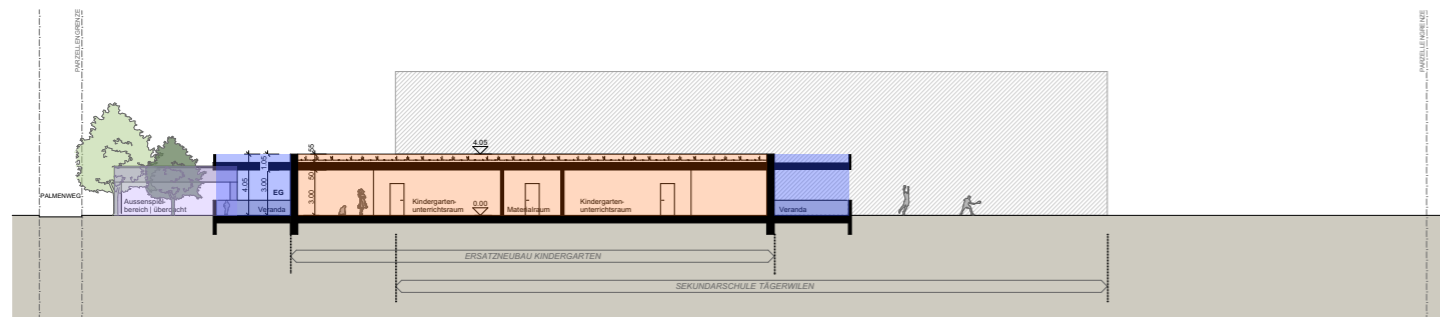 PARZELLENGRENZE
PARZELLENGRENZE
PALMENWEG
Aussenspiel-
bereich | überdacht
4.05
3.00
1.05
EG
Veranda
55
50
3.00
Kindergarten-
unterrichtsraum
4.05
0.00
Materialraum
Kindergarten-
unterrichtsraum
Veranda
ERSATZNEUBAU KINDERGARTEN
SEKUNDARSCHULE TÄGERWILEN